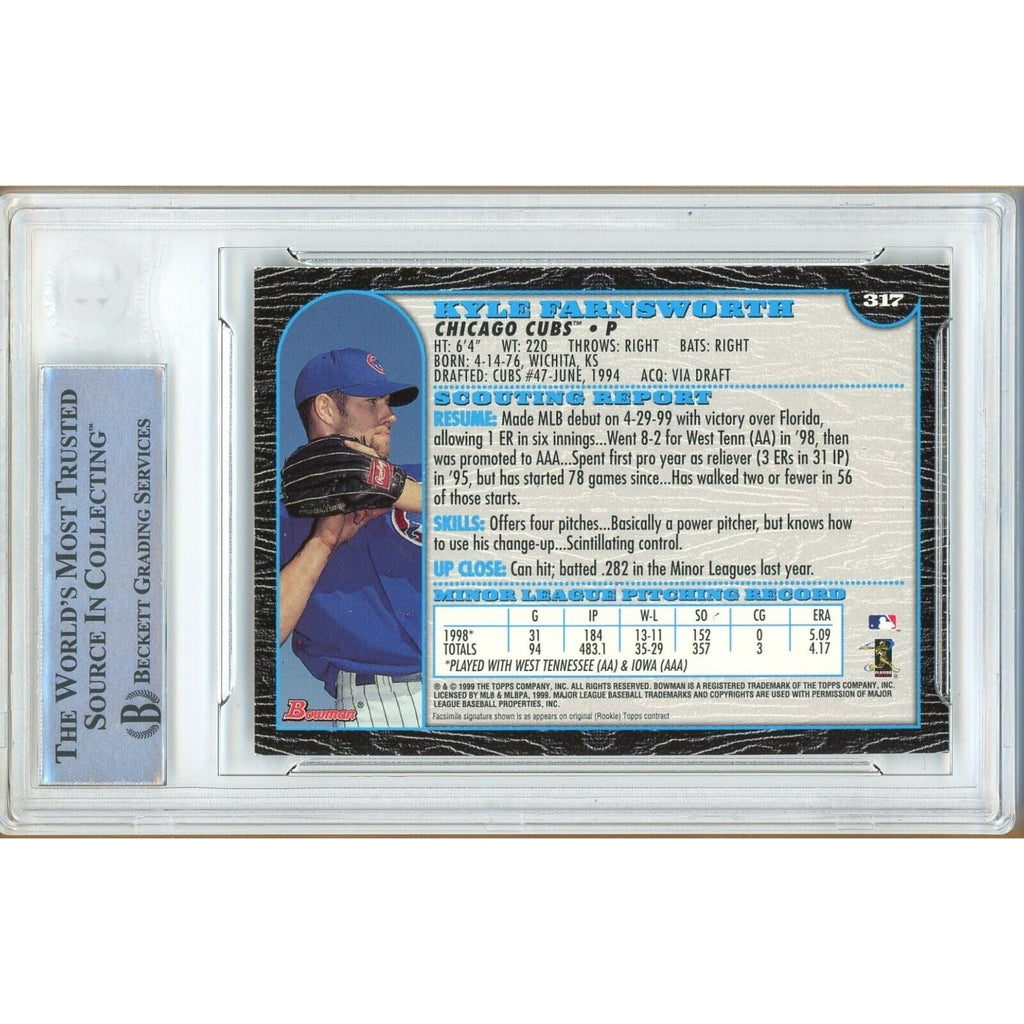 THE WORLD'S MOST TRUSTED
SOURCE IN COLLECTING™
BECKETT GRADING SERVICES
B
317
KYLE FARNSWORTH
CHICAGO CUBS™ • P
HT: 6'4" WT: 220 THROWS: RIGHT BATS: RIGHT
BORN: 4-14-76, WICHITA, KS
DRAFTED: CUBS #47-JUNE, 1994 ACQ: VIA DRAFT
SCOUTING REPORT
RESUME: Made MLB debut on 4-29-99 with victory over Florida,
allowing 1 ER in six innings...Went 8-2 for West Tenn (AA) in '98, then
was promoted to AAA...Spent first pro year as reliever (3 ERs in 31 IP)
in '95, but has started 78 games since...Has walked two or fewer in 56
of those starts.
SKILLS: Offers four pitches...Basically a power pitcher, but knows how
to use his change-up...Scintillating control.
UP CLOSE: Can hit; batted .282 in the Minor Leagues last year.
MINOR LEAGUE PITCHING RECORD
G IP W-L SO CG ERA
1998* 31 184 13-11 152 0 5.09
TOTALS 94 483.1 35-29 357 3 4.17
*PLAYED WITH WEST TENNESSEE (AA) & IOWA (AAA)
® & © 1999 THE TOPPS COMPANY, INC. ALL RIGHTS RESERVED. BOWMAN IS A REGISTERED TRADEMARK OF THE TOPPS COMPANY, INC.
LICENSED BY MLB & MLBPA, 1999. MAJOR LEAGUE BASEBALL TRADEMARKS AND COPYRIGHTS ARE USED WITH PERMISSION OF MAJOR
LEAGUE BASEBALL PROPERTIES, INC.
Facsimile signature shown is as appears on original (Rookie) Topps contract
Bowman®